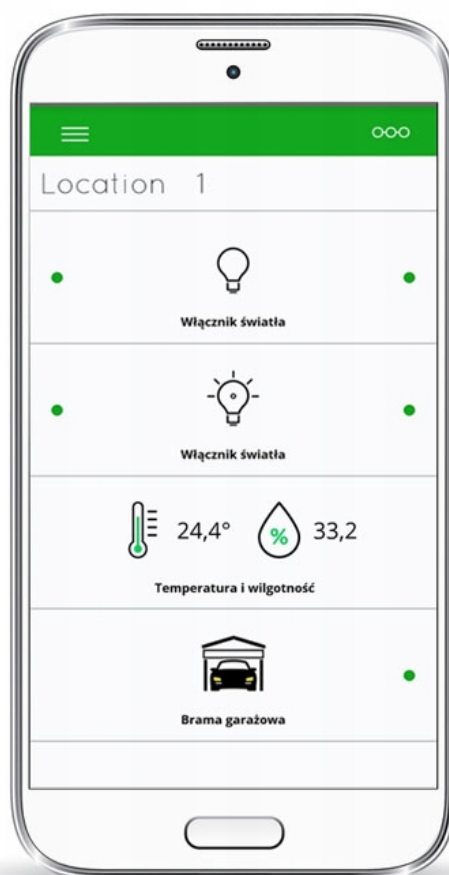 Location 1
Włącznik światła
Włącznik światła
24,4° % 33,2
Temperatura i wilgotność
Brama garażowa